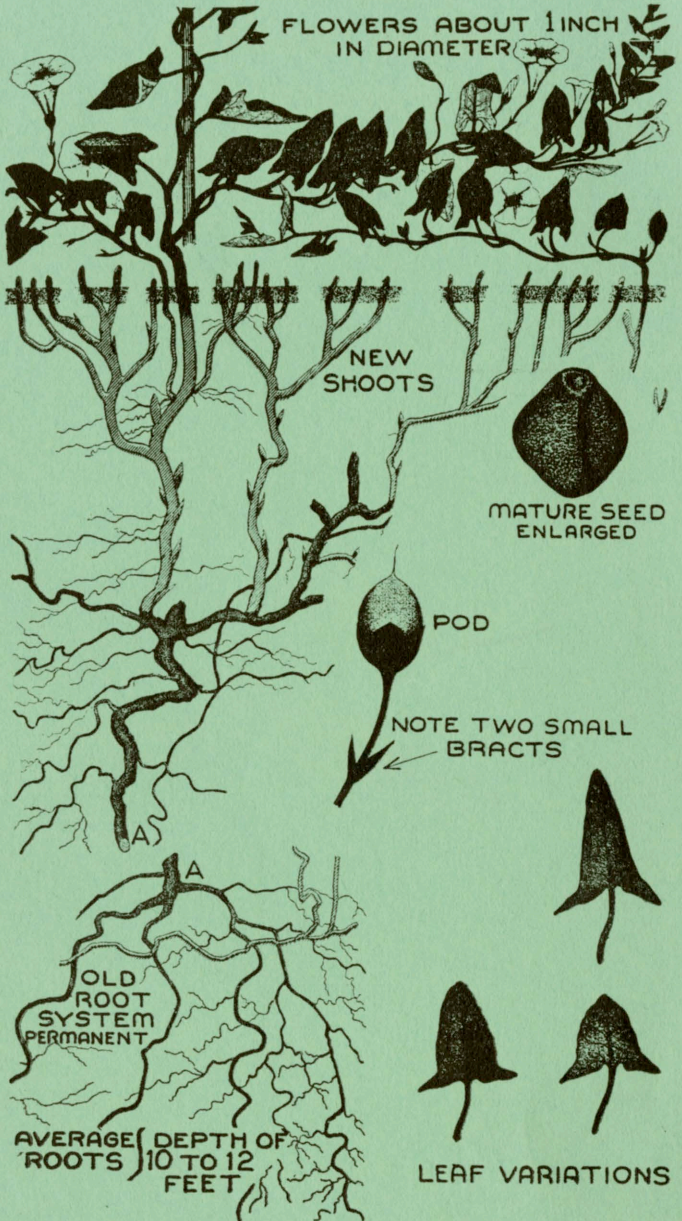 FLOWERS ABOUT 1 INCH
IN DIAMETER
NEW
SHOOTS
MATURE SEED
ENLARGED
POD
NOTE TWO SMALL
BRACTS
A
A
OLD
ROOT
SYSTEM
PERMANENT
AVERAGE DEPTH OF
ROOTS 10 TO 12
FEET
LEAF VARIATIONS